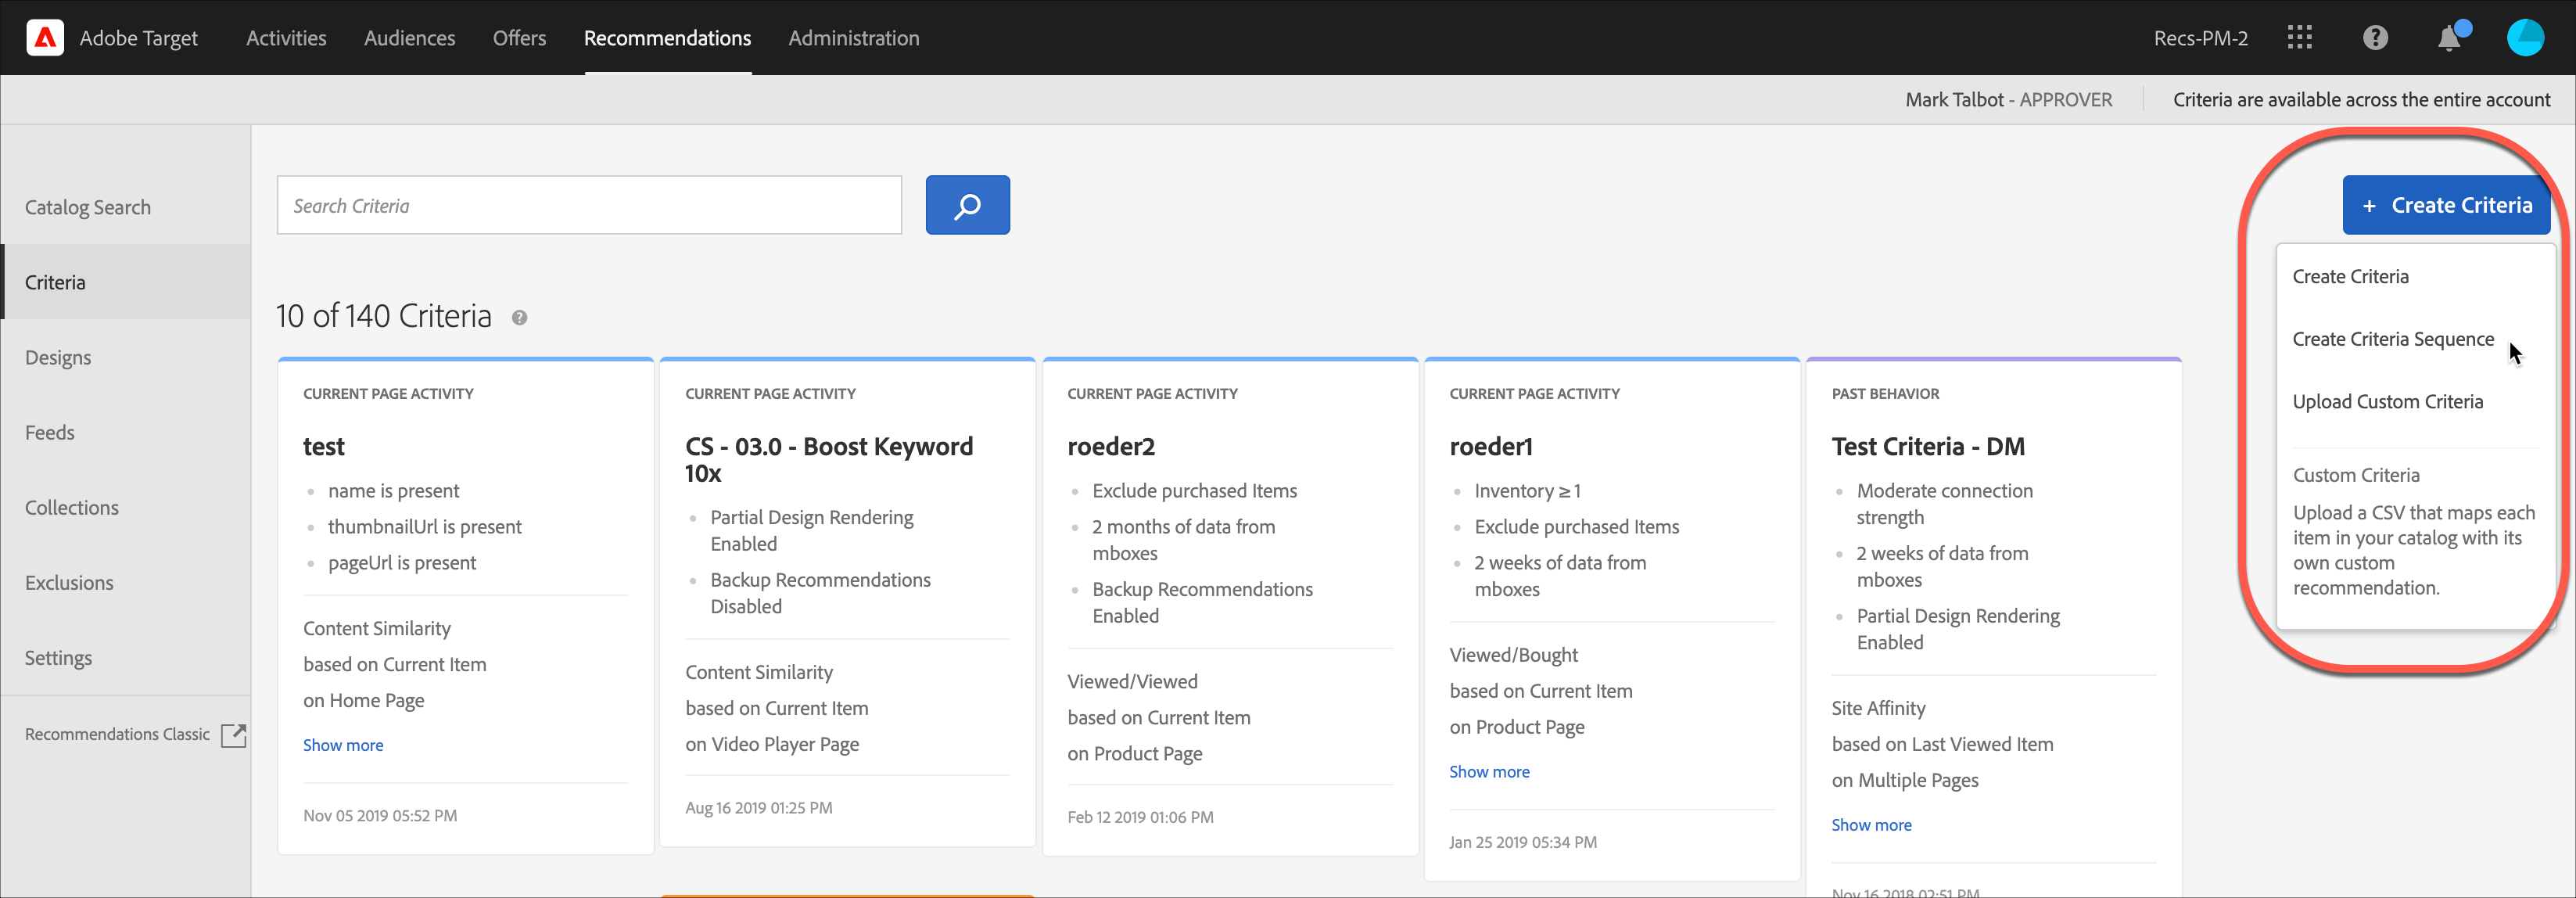 Adobe Target
Activities
Audiences
Offers
Recommendations
Administration
Recs-PM-2
Mark Talbot - APPROVER
Criteria are available across the entire account
Catalog Search
Criteria
Designs
Feeds
Collections
Exclusions
Settings
Recommendations Classic
Search Criteria
+ Create Criteria
Create Criteria
Create Criteria Sequence
Upload Custom Criteria
Custom Criteria
Upload a CSV that maps each
item in your catalog with its
own custom
recommendation.
10 of 140 Criteria
CURRENT PAGE ACTIVITY
test
name is present
thumbnailUrl is present
pageUrl is present
Content Similarity
based on Current Item
on Home Page
Show more
Nov 05 2019 05:52 PM
CURRENT PAGE ACTIVITY
CS - 03.0 - Boost Keyword
10x
Partial Design Rendering
Enabled
Backup Recommendations
Disabled
Content Similarity
based on Current Item
on Video Player Page
Aug 16 2019 01:25 PM
CURRENT PAGE ACTIVITY
roeder2
Exclude purchased Items
2 months of data from
mboxes
Backup Recommendations
Enabled
Viewed/Viewed
based on Current Item
on Product Page
Feb 12 2019 01:06 PM
CURRENT PAGE ACTIVITY
roeder1
Inventory ≥ 1
Exclude purchased Items
2 weeks of data from
mboxes
Viewed/Bought
based on Current Item
on Product Page
Show more
Jan 25 2019 05:34 PM
PAST BEHAVIOR
Test Criteria - DM
Moderate connection
strength
2 weeks of data from
mboxes
Partial Design Rendering
Enabled
Site Affinity
based on Last Viewed Item
on Multiple Pages
Show more
Nov 16 2018 02:51 PM